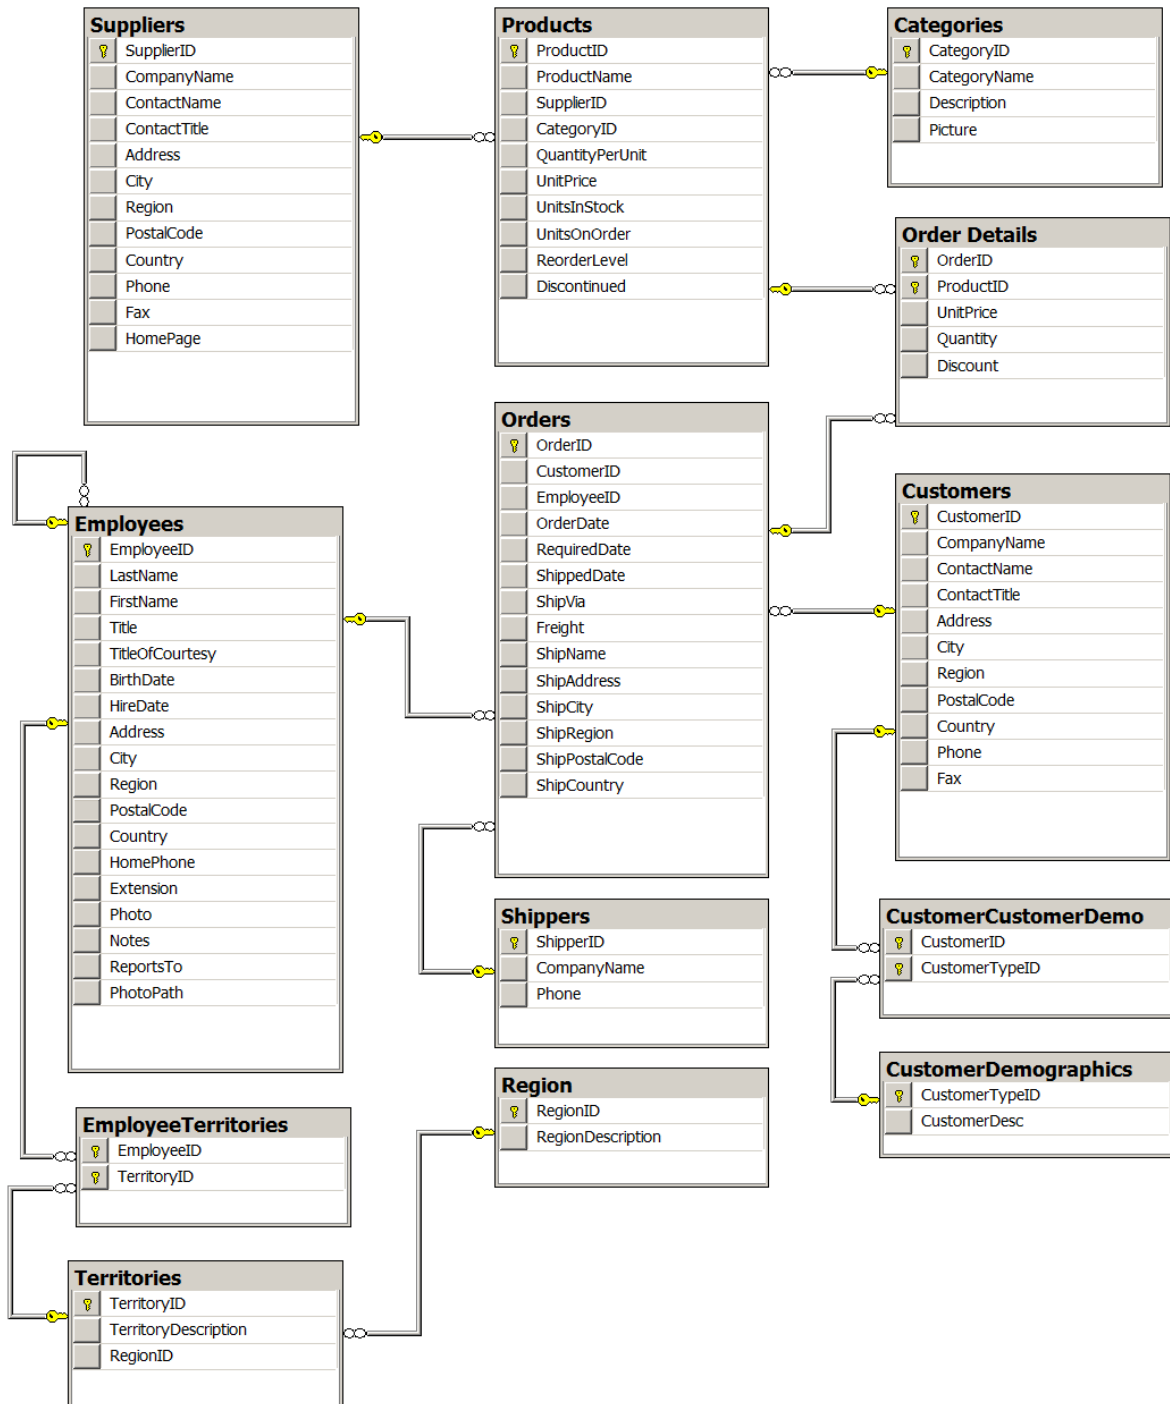 Suppliers
SupplierID
CompanyName
ContactName
ContactTitle
Address
City
Region
PostalCode
Country
Phone
Fax
HomePage
Products
ProductID
ProductName
SupplierID
CategoryID
QuantityPerUnit
UnitPrice
UnitsInStock
UnitsOnOrder
ReorderLevel
Discontinued
Categories
CategoryID
CategoryName
Description
Picture
Order Details
OrderID
ProductID
UnitPrice
Quantity
Discount
Employees
EmployeeID
LastName
FirstName
Title
TitleOfCourtesy
BirthDate
HireDate
Address
City
Region
PostalCode
Country
HomePhone
Extension
Photo
Notes
ReportsTo
PhotoPath
Orders
OrderID
CustomerID
EmployeeID
OrderDate
RequiredDate
ShippedDate
ShipVia
Freight
ShipName
ShipAddress
ShipCity
ShipRegion
ShipPostalCode
ShipCountry
Customers
CustomerID
CompanyName
ContactName
ContactTitle
Address
City
Region
PostalCode
Country
Phone
Fax
Shippers
ShipperID
CompanyName
Phone
CustomerCustomerDemo
CustomerID
CustomerTypeID
CustomerDemographics
CustomerTypeID
CustomerDesc
Region
RegionID
RegionDescription
EmployeeTerritories
EmployeeID
TerritoryID
Territories
TerritoryID
TerritoryDescription
RegionID